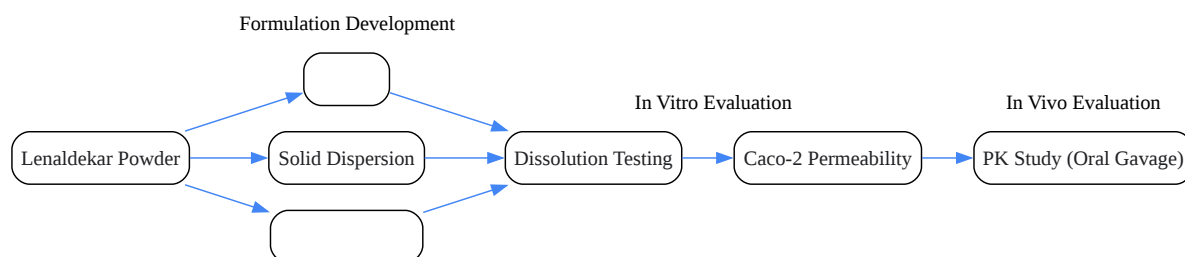 Formulation Development
In Vitro Evaluation
In Vivo Evaluation
Lenaldekar Powder
Solid Dispersion
Dissolution Testing
Caco-2 Permeability
PK Study (Oral Gavage)